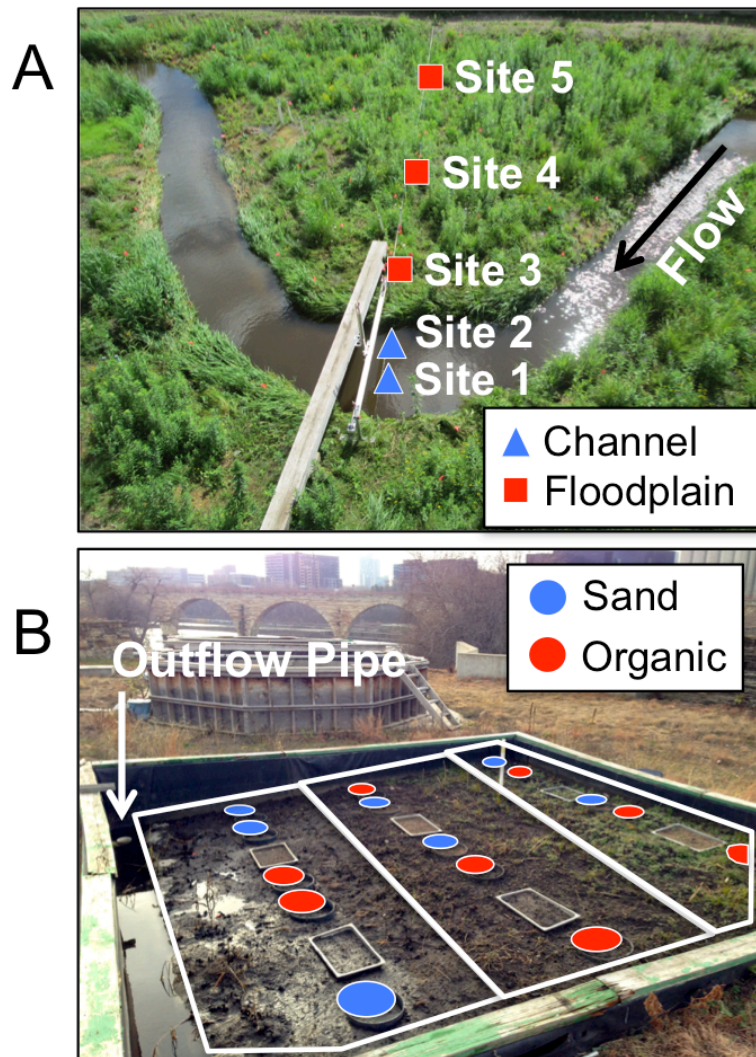 A
Site 5
Site 4
Flow
Site 3
Site 2
Site 1
Channel
Floodplain
B
Sand
Organic
Outflow Pipe